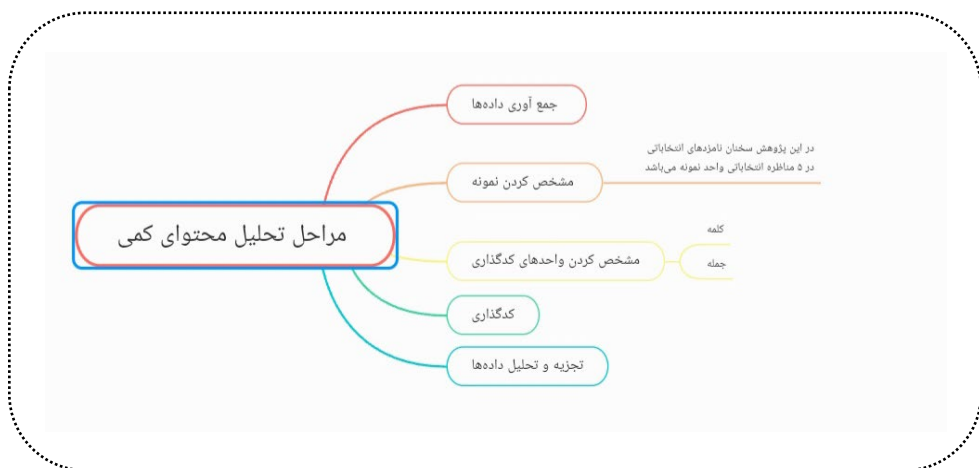 مراحل تحلیل محتوای کمی
جمع آوری داده‌ها
مشخص کردن نمونه
در این پژوهش سخنان نامزدهای انتخاباتی
در ۵ مناظره انتخاباتی واحد نمونه می‌باشد
مشخص کردن واحدهای کدگذاری
کلمه
جمله
کدگذاری
تجزیه و تحلیل داده‌ها